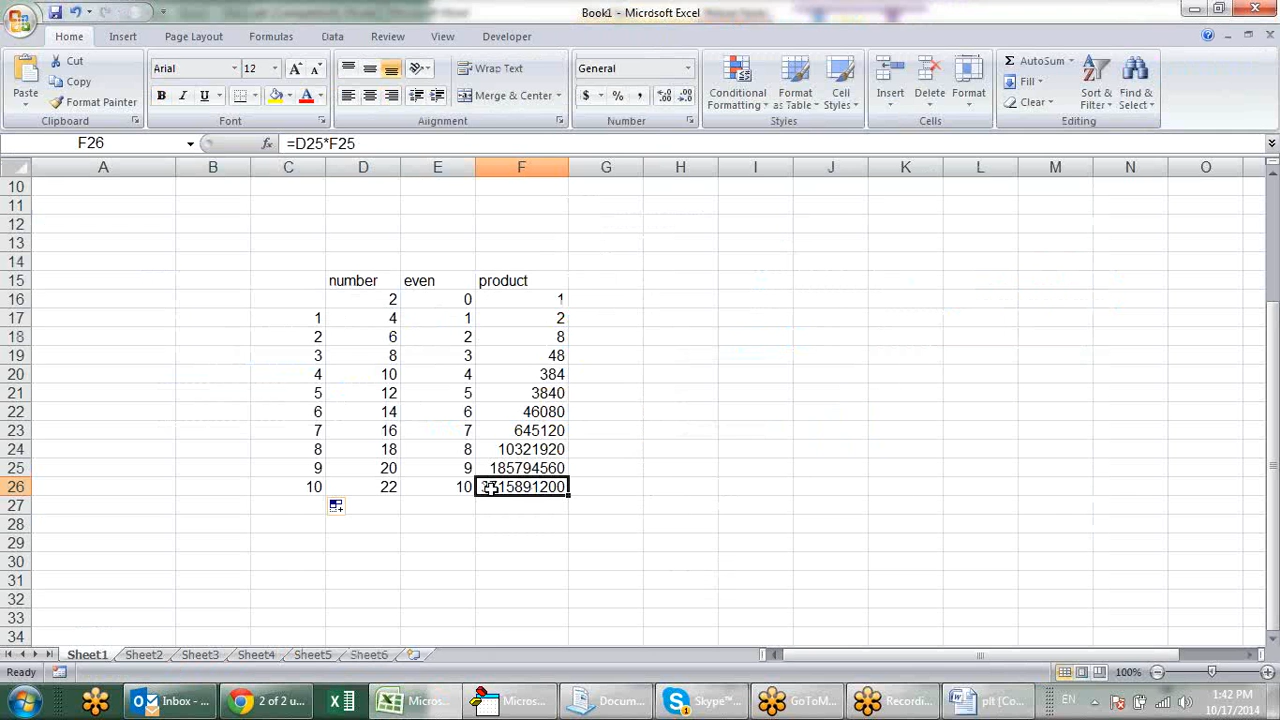 Book1 - Microsoft Excel
Home Insert Page Layout Formulas Data Review View Developer
Paste
Cut
Copy
Format Painter
Clipboard
Arial 12
B I U
Font
Wrap Text
Merge & Center
Alignment
General
$ % ,
Number
Conditional Formatting
Format as Table
Cell Styles
Styles
Insert Delete Format
Cells
AutoSum
Fill
Clear
Sort & Filter
Find & Select
Editing
F26 fx =D25*F25
A B C D E F G H I J K L M N O
10
11
12
13
14
15 number even product
16 2 0 1
17 1 4 1 2
18 2 6 2 8
19 3 8 3 48
20 4 10 4 384
21 5 12 5 3840
22 6 14 6 46080
23 7 16 7 645120
24 8 18 8 10321920
25 9 20 9 185794560
26 10 22 10 15891200
27
28
29
30
31
32
33
34
Sheet1 Sheet2 Sheet3 Sheet4 Sheet5 Sheet6
Ready 100%
Inbox - ... 2 of 2 u... Micros... Micros... Docum... Skype™... GoToM... Recordi... EN
1:42 PM
10/17/2014